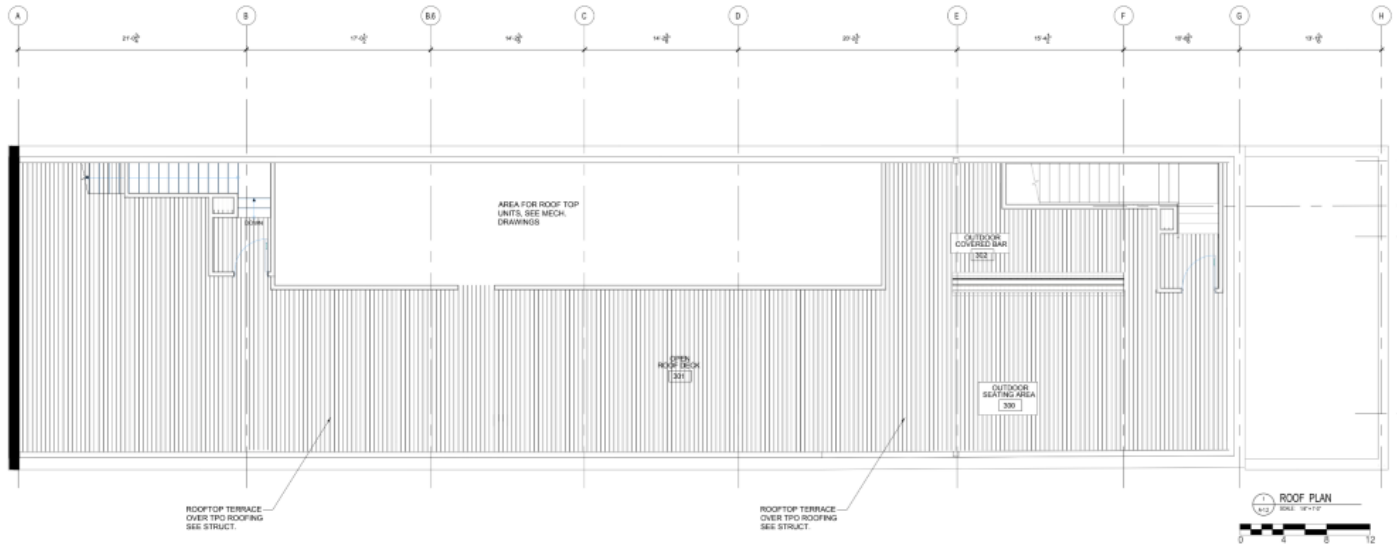 A
B
B.6
C
D
E
F
G
H
AREA FOR ROOF TOP
UNITS, SEE MECH.
DRAWINGS
DOWN
OUTDOOR
COVERED BAR
302
OPEN
ROOF DECK
301
OUTDOOR
SEATING AREA
300
ROOFTOP TERRACE
OVER TPO ROOFING
SEE STRUCT.
ROOFTOP TERRACE
OVER TPO ROOFING
SEE STRUCT.
1
ROOF PLAN
SCALE:
0 4 8 12